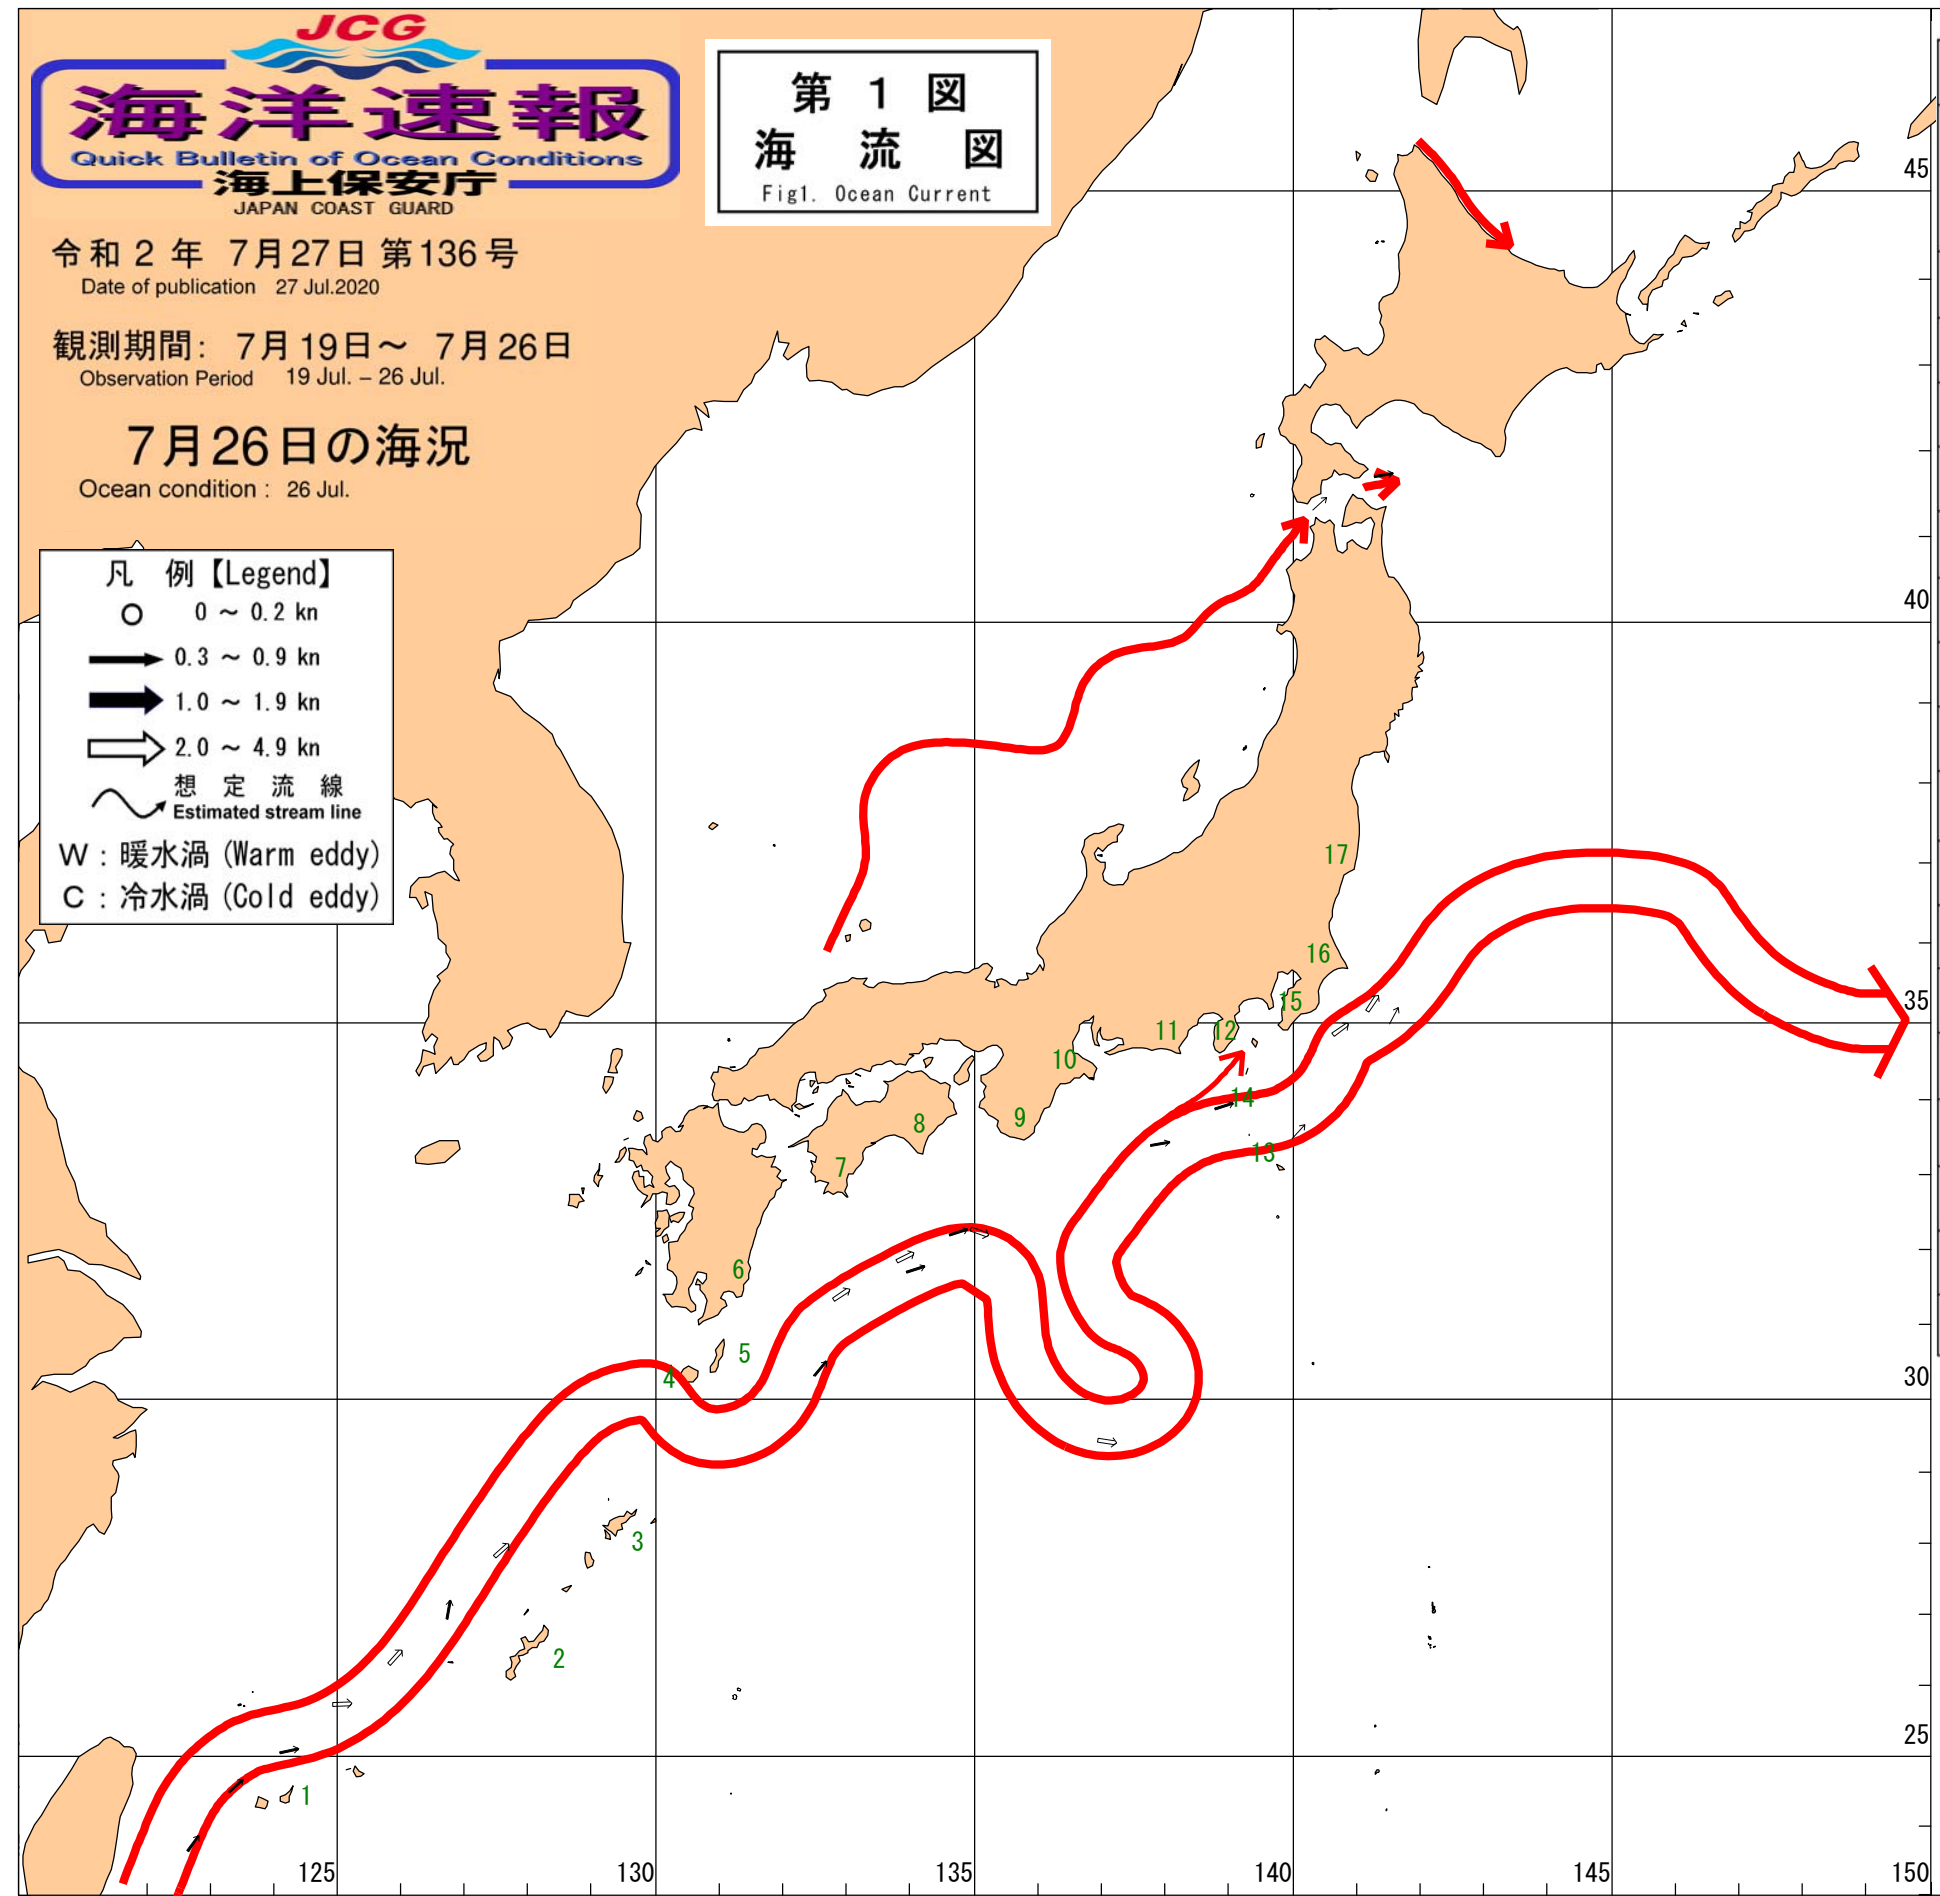 JCG
海洋速報
Quick Bulletin of Ocean Conditions
海上保安庁
JAPAN COAST GUARD
第 1 図
海 流 図
Fig1. Ocean Current
令和 2 年 7月27日 第136号
Date of publication 27 Jul.2020
観測期間: 7月19日～ 7月26日
Observation Period 19 Jul. – 26 Jul.
7月26日の海況
Ocean condition : 26 Jul.
凡 例【Legend】
0 ～ 0.2 kn
0.3 ～ 0.9 kn
1.0 ～ 1.9 kn
2.0 ～ 4.9 kn
想 定 流 線
Estimated stream line
W : 暖水渦 (Warm eddy)
C : 冷水渦 (Cold eddy)
45
40
17
16
35
15
12
11
10
14
9
8
13
7
6
5
4
30
3
2
25
1
125
130
135
140
145
150